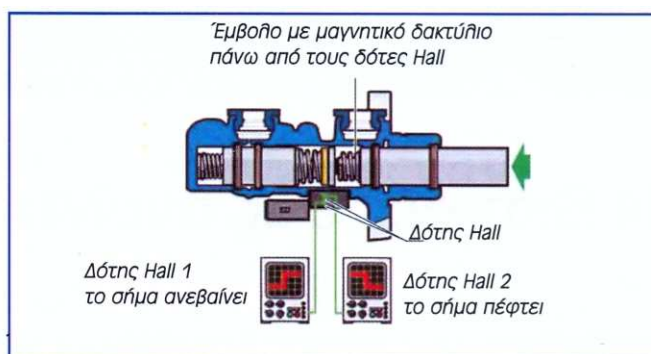 Έμβολο με μαγνητικό δακτύλιο
πάνω από τους δότες Hall
Δότης Hall
Δότης Hall 1
το σήμα ανεβαίνει
Δότης Hall 2
το σήμα πέφτει